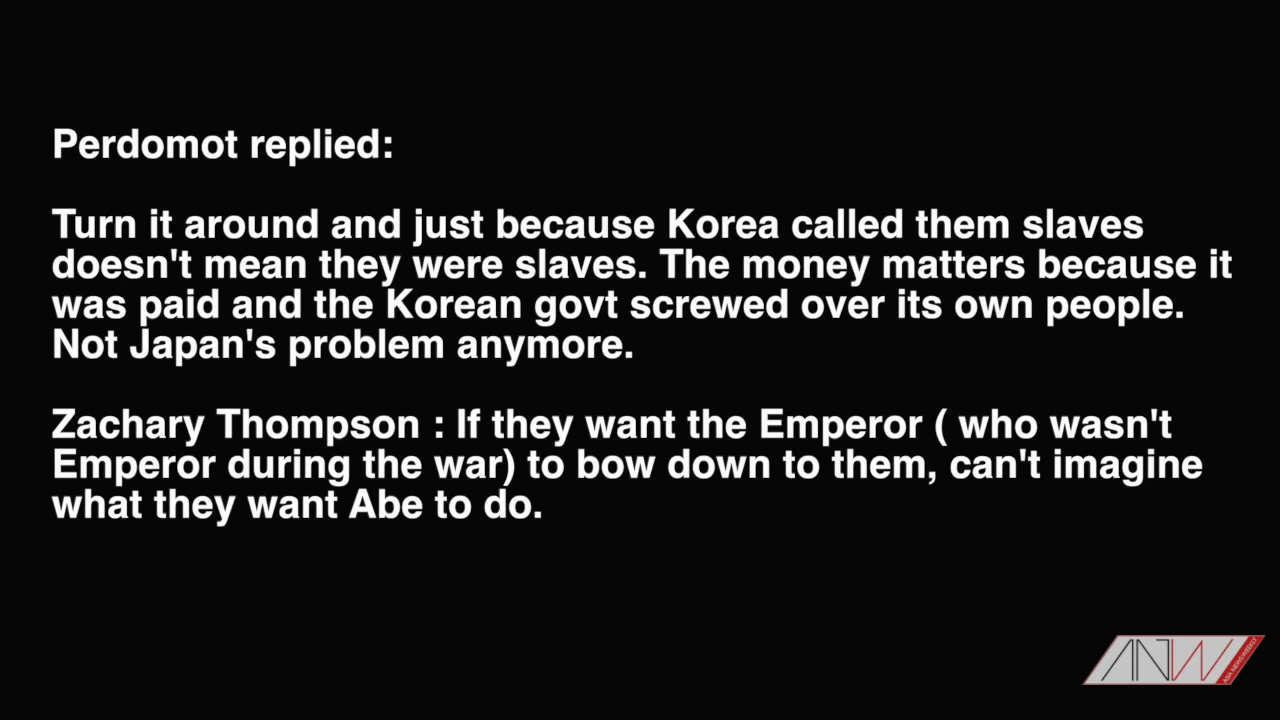 Perdomot replied:
Turn it around and just because Korea called them slaves
doesn't mean they were slaves. The money matters because it
was paid and the Korean govt screwed over its own people.
Not Japan's problem anymore.
Zachary Thompson : If they want the Emperor ( who wasn't
Emperor during the war) to bow down to them, can't imagine
what they want Abe to do.
ANW
ASIA NEWS WEEKLY